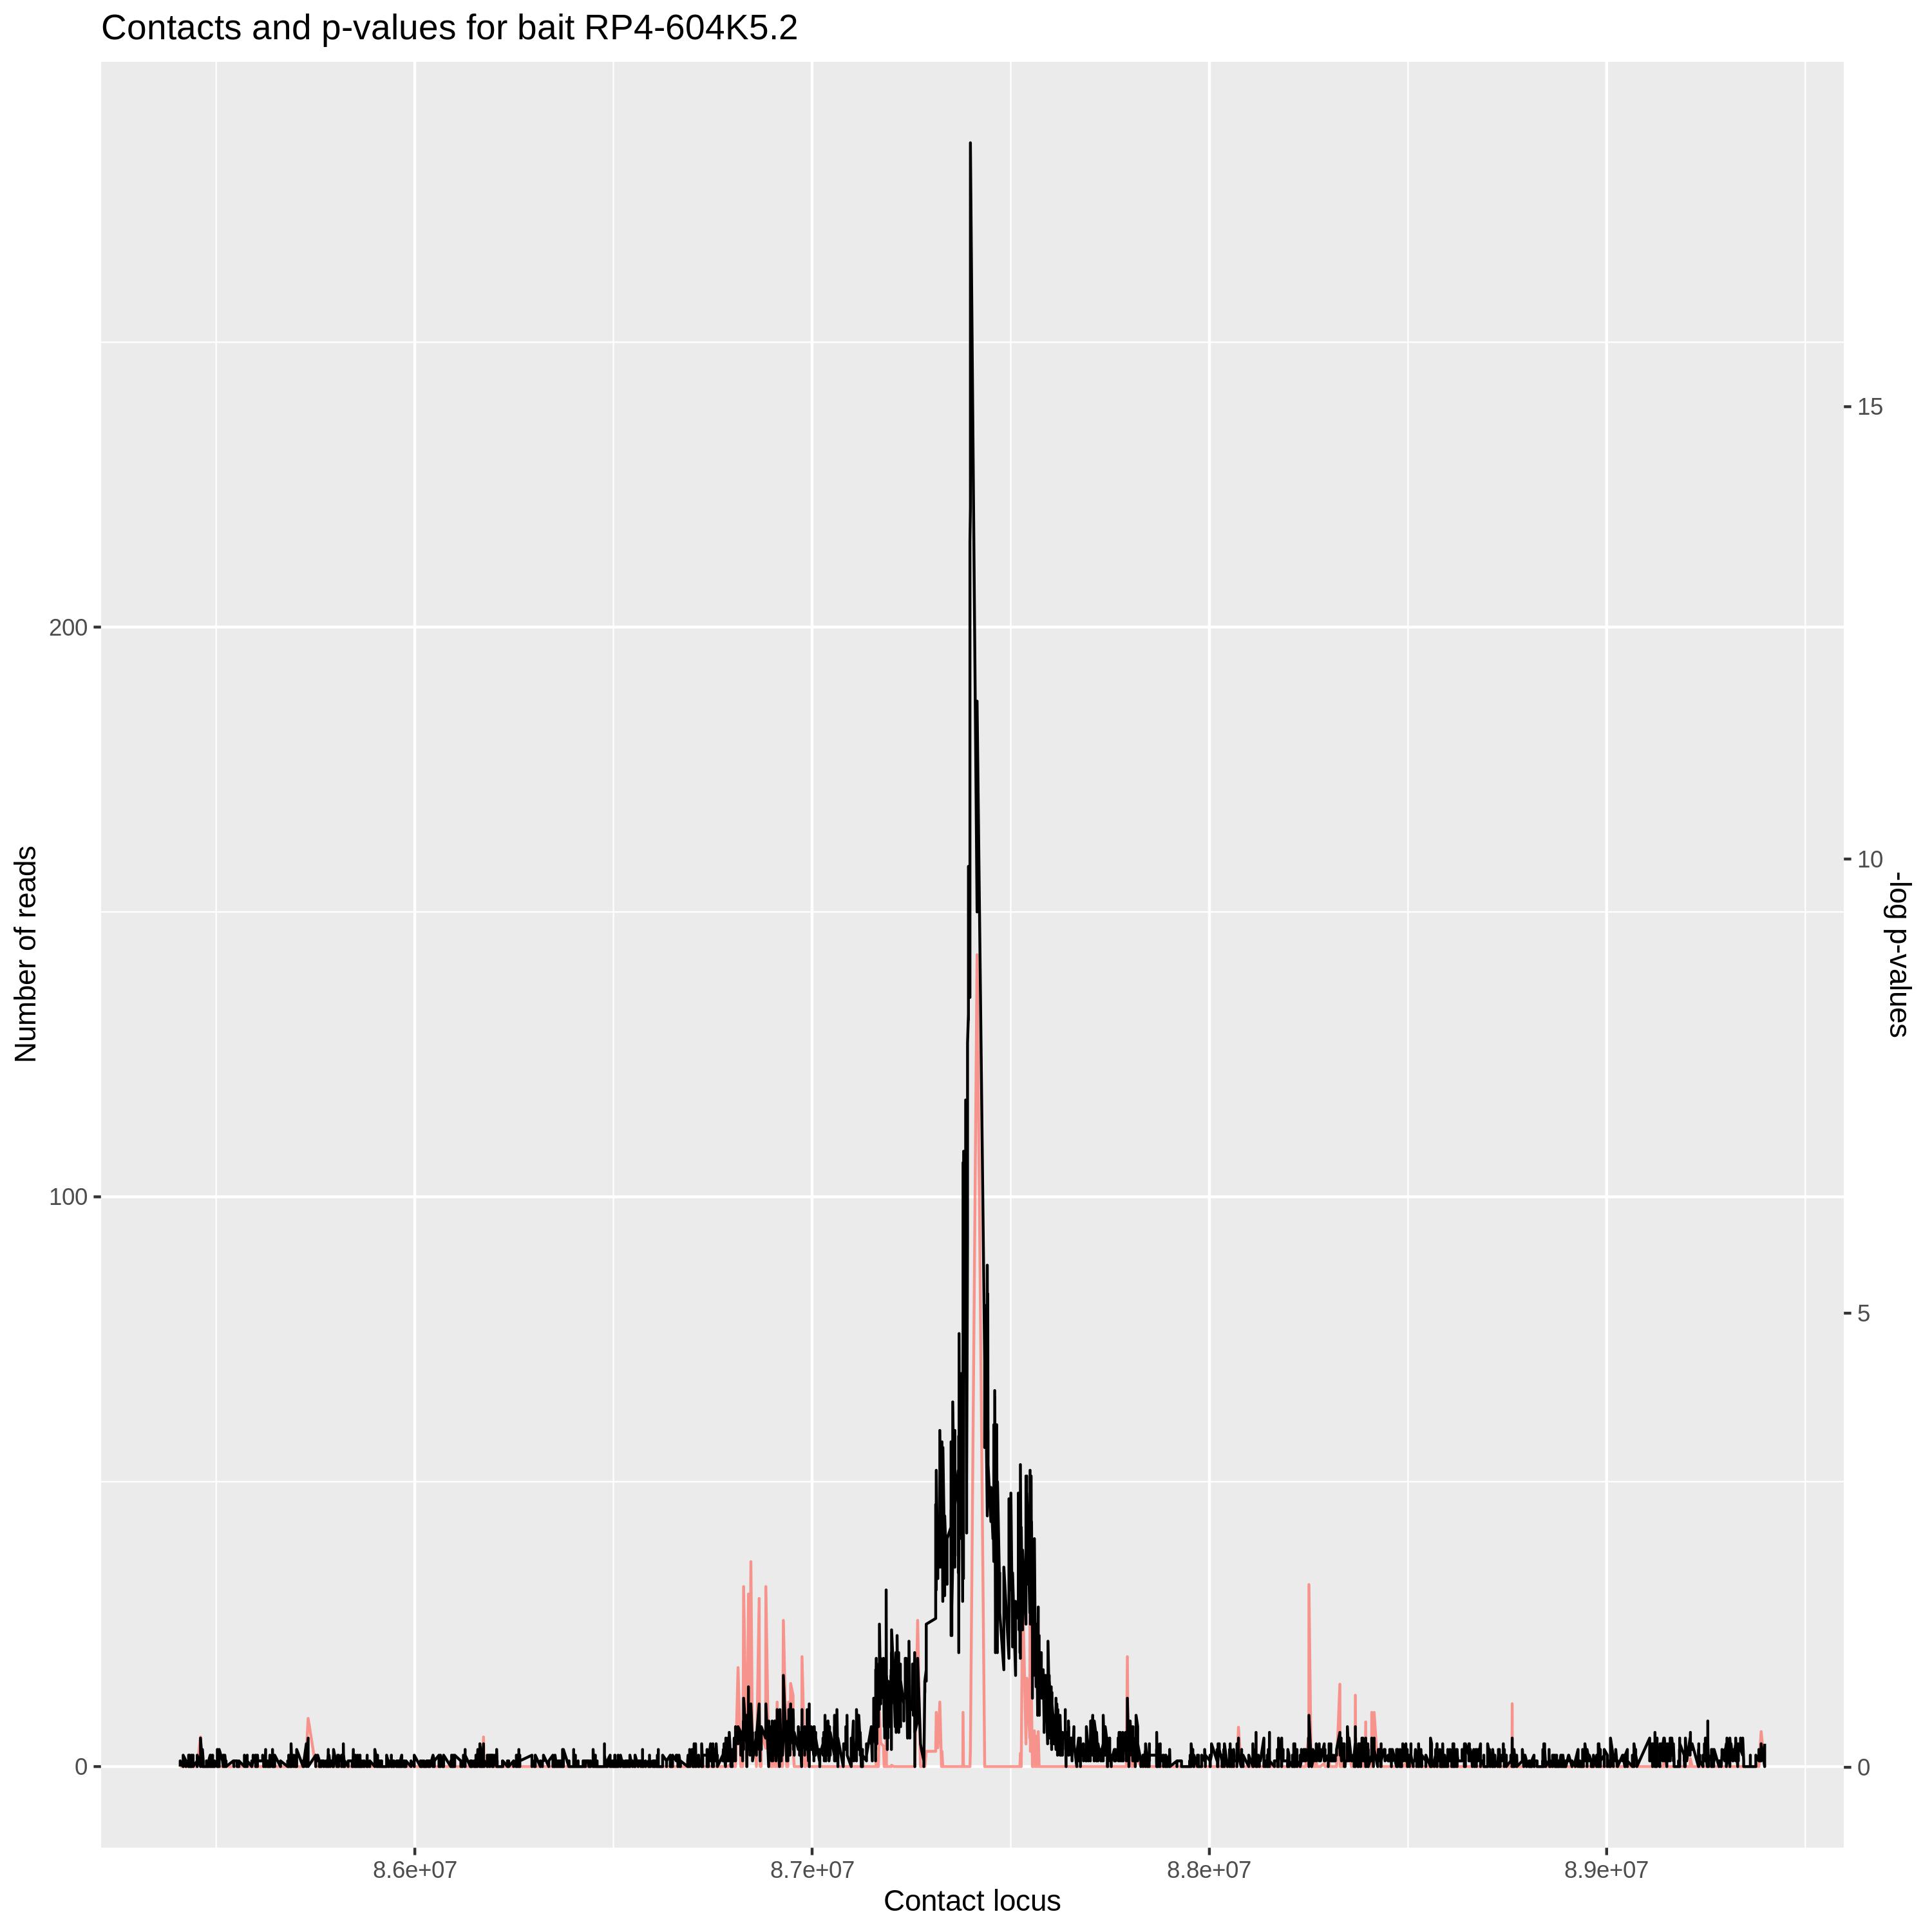 Contacts and p-values for bait RP4-604K5.2
Number of reads
200
100
0
15
10
5
0
-log p-values
8.6e+07 8.7e+07 8.8e+07 8.9e+07
Contact locus